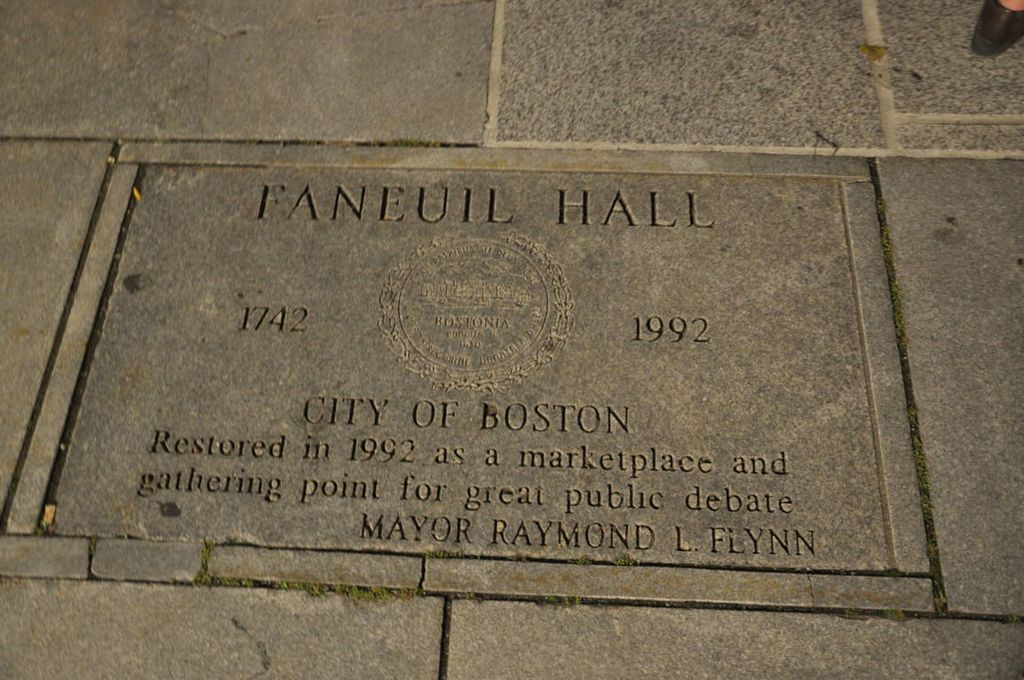 FANEUIL HALL
1742
BOSTONIA
1992
CITY OF BOSTON
Restored in 1992 as a marketplace and
gathering point for great public debate
MAYOR RAYMOND L. FLYNN